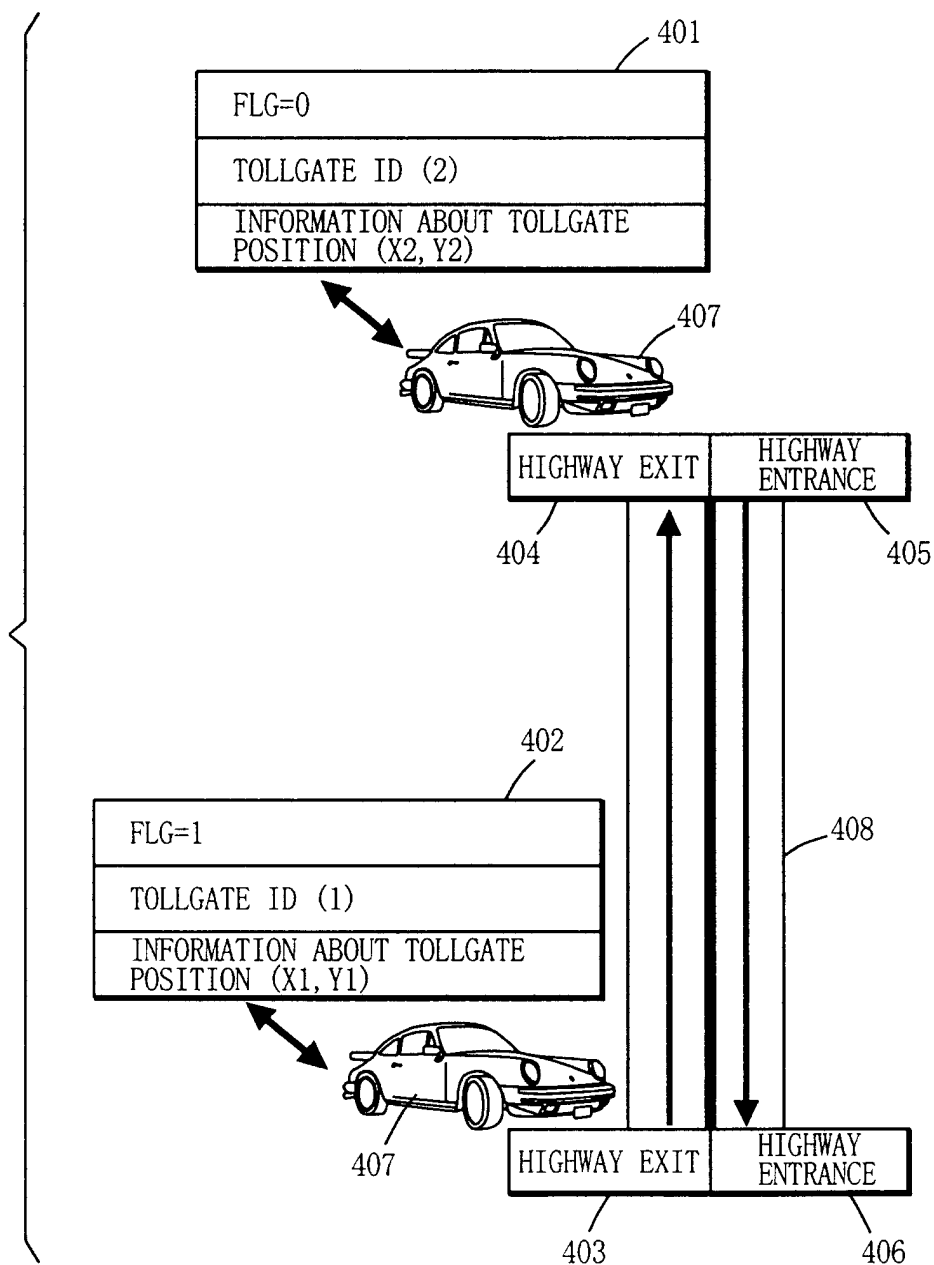 401
FLG=0
TOLLGATE ID (2)
INFORMATION ABOUT TOLLGATE
POSITION (X2, Y2)
407
HIGHWAY EXIT
HIGHWAY
ENTRANCE
404
405
402
FLG=1
408
TOLLGATE ID (1)
INFORMATION ABOUT TOLLGATE
POSITION (X1, Y1)
407
HIGHWAY EXIT
HIGHWAY
ENTRANCE
403
406